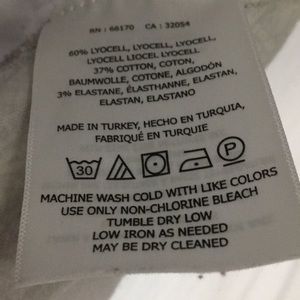 RN : 66170 CA : 32054
60% LYOCELL, LYOCELL, LYOCELL,
LYOCELL LIOCEL LYOCEL
37% COTTON, COTON,
BAUMWOLLE, COTONE, ALGODÓN
3% ELASTANE, ÉLASTHANNE, ELASTAN,
ELASTAN, ELASTANO
MADE IN TURKEY, HECHO EN TURQUIA,
FABRIQUÉ EN TURQUIE
30 P
MACHINE WASH COLD WITH LIKE COLORS
USE ONLY NON-CHLORINE BLEACH
TUMBLE DRY LOW
LOW IRON AS NEEDED
MAY BE DRY CLEANED